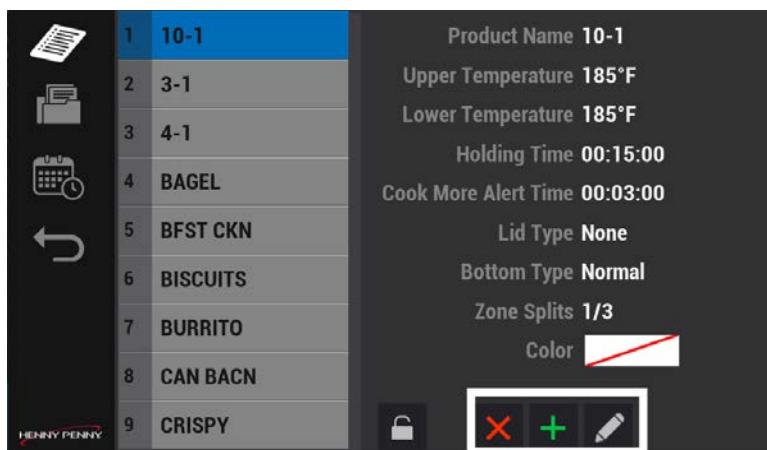 1 10-1
2 3-1
3 4-1
4 BAGEL
5 BFST CKN
6 BISCUITS
7 BURRITO
8 CAN BACN
9 CRISPY
HENNY PENNY
Product Name 10-1
Upper Temperature 185°F
Lower Temperature 185°F
Holding Time 00:15:00
Cook More Alert Time 00:03:00
Lid Type None
Bottom Type Normal
Zone Splits 1/3
Color